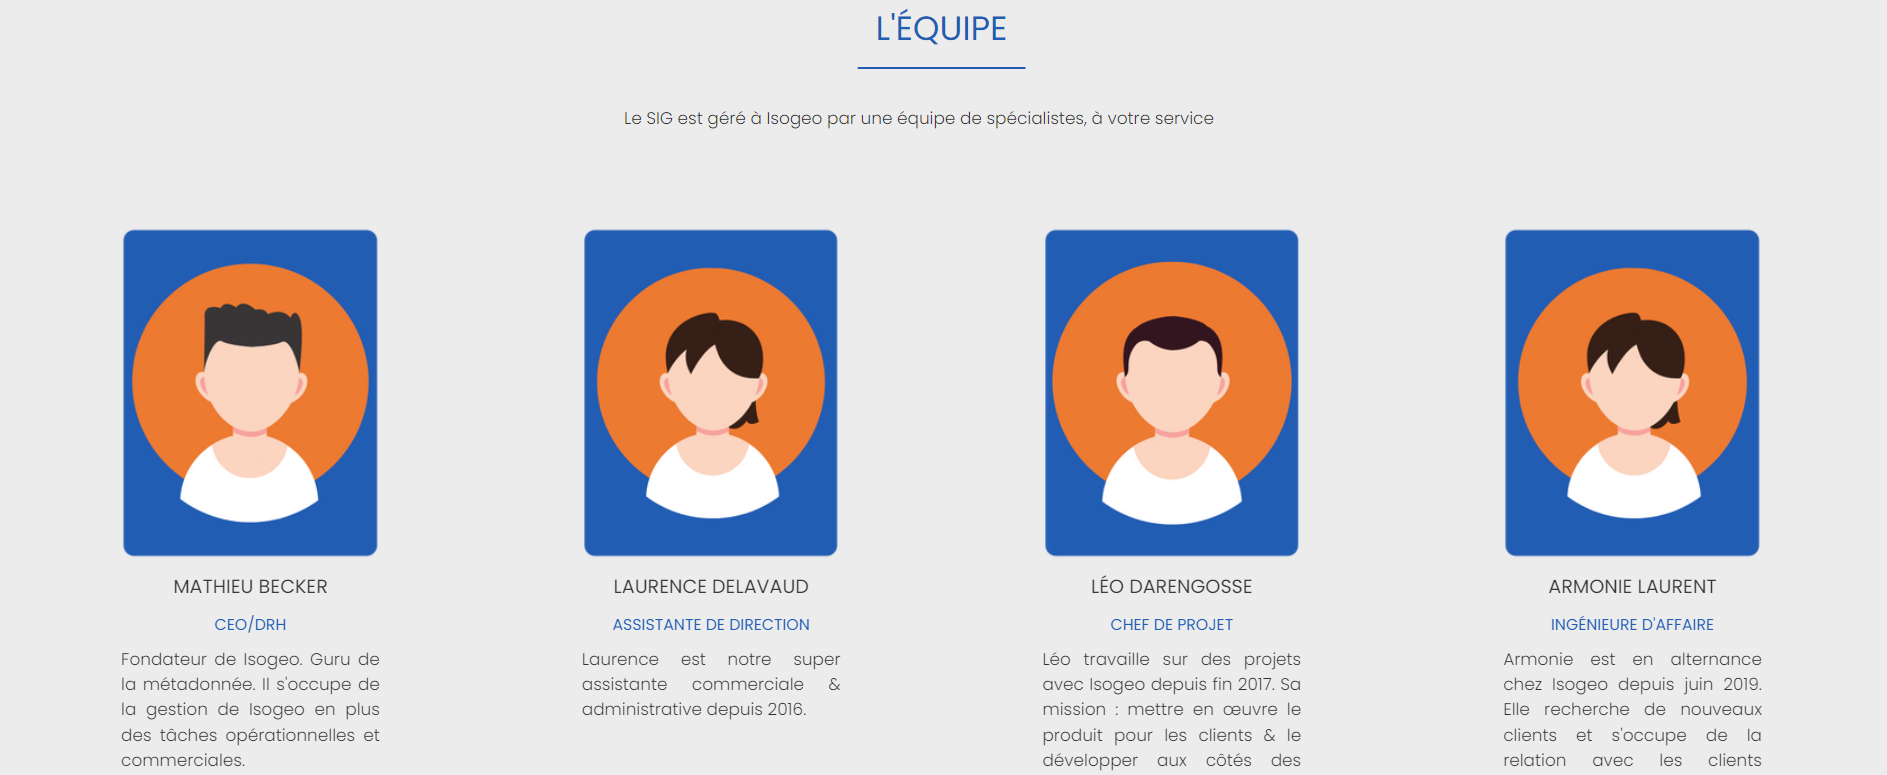 L'ÉQUIPE
Le SIG est géré à Isogeo par une équipe de spécialistes, à votre service
MATHIEU BECKER
CEO/DRH
Fondateur de Isogeo. Guru de
la métadonnée. Il s'occupe de
la gestion de Isogeo en plus
des tâches opérationnelles et
commerciales.
LAURENCE DELAVAUD
ASSISTANTE DE DIRECTION
Laurence est notre super
assistante commerciale &
administrative depuis 2016.
LÉO DARENGOSSE
CHEF DE PROJET
Léo travaille sur des projets
avec Isogeo depuis fin 2017. Sa
mission : mettre en œuvre le
produit pour les clients & le
développer aux côtés des
ARMONIE LAURENT
INGÉNIEURE D'AFFAIRE
Armonie est en alternance
chez Isogeo depuis juin 2019.
Elle recherche de nouveaux
clients et s'occupe de la
relation avec les clients